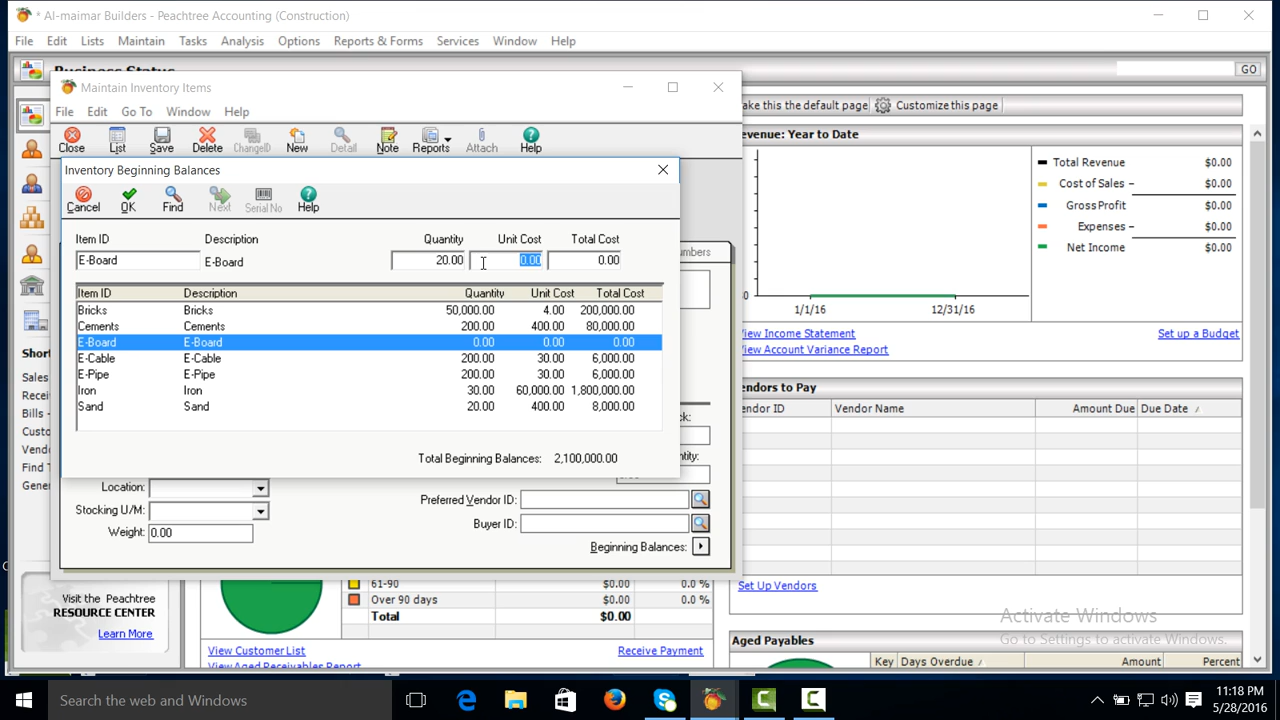 * Al-maimar Builders - Peachtree Accounting (Construction)
File Edit Lists Maintain Tasks Analysis Options Reports & Forms Services Window Help
Business Status
GO
Maintain Inventory Items
ake this the default page Customize this page
File Edit Go To Window Help
Close List Save Delete ChangeID New Detail Note Reports Attach Help
evenue: Year to Date
Total Revenue $0.00
Cost of Sales – $0.00
Gross Profit $0.00
Expenses – $0.00
Net Income $0.00
1/1/16 12/31/16
iew Income Statement Set up a Budget
iew Account Variance Report
Inventory Beginning Balances
Cancel OK Find Next Serial No Help
Item ID Description Quantity Unit Cost Total Cost
E-Board E-Board 20.00 0.00 0.00
umbers
Item ID Description Quantity Unit Cost Total Cost
Bricks Bricks 50,000.00 4.00 200,000.00
Cements Cements 200.00 400.00 80,000.00
E-Board E-Board 0.00 0.00 0.00
E-Cable E-Cable 200.00 30.00 6,000.00
E-Pipe E-Pipe 200.00 30.00 6,000.00
Iron Iron 30.00 60,000.00 1,800,000.00
Sand Sand 20.00 400.00 8,000.00
Total Beginning Balances: 2,100,000.00
ck:
antity:
Short
Sales
Recei
Bills -
Custo
Vendo
Find T
Gener
endors to Pay
endor ID Vendor Name Amount Due Due Date
Location:
Stocking U/M:
Weight: 0.00
Preferred Vendor ID:
Buyer ID:
Beginning Balances:
Set Up Vendors
Visit the Peachtree
RESOURCE CENTER
Learn More
61-90 $0.00 0.0 %
Over 90 days $0.00 0.0 %
Total $0.00
View Customer List Receive Payment
View Aged Receivables Report
Activate Windows
Go to Settings to activate Windows.
Aged Payables
Key Days Overdue Amount Percent
Search the web and Windows
11:18 PM
5/28/2016